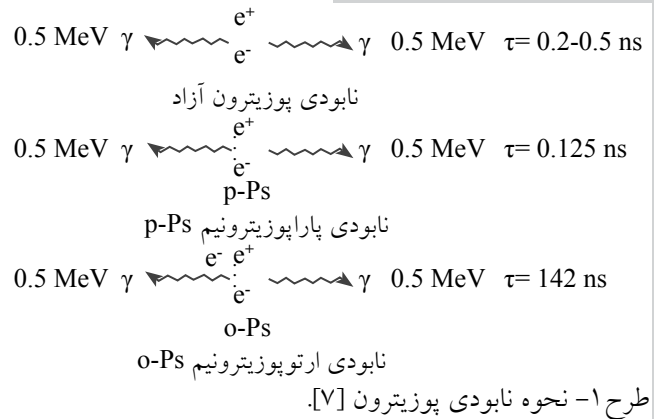 e⁺
0.5 MeV γ γ 0.5 MeV τ= 0.2-0.5 ns
e⁻
نابودی پوزیترون آزاد
e⁺
0.5 MeV γ : γ 0.5 MeV τ= 0.125 ns
e⁻
p-Ps
نابودی پاراپوزیترونیم p-Ps
e⁻ e⁺
0.5 MeV γ : γ 0.5 MeV τ= 142 ns
e⁻
o-Ps
نابودی ارتوپوزیترونیم o-Ps
طرح ۱- نحوه نابودی پوزیترون [۷].